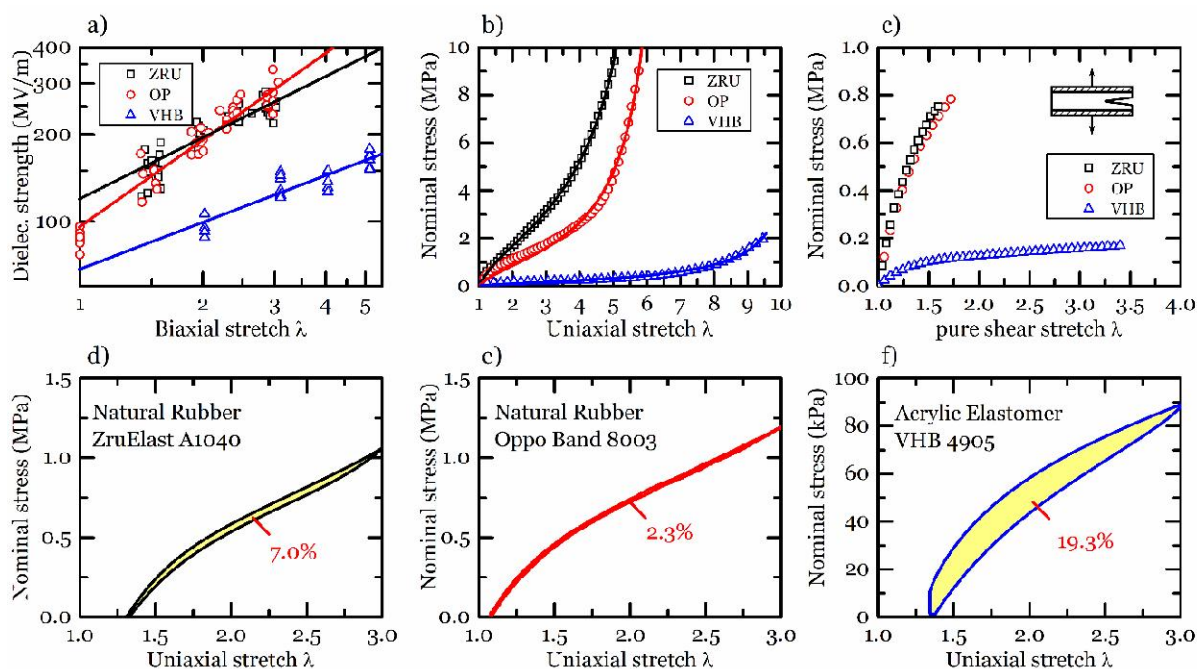 a)
Dielec. strength (MV/m)
400
300
200
100
ZRU
OP
VHB
1
2
3
4
5
Biaxial stretch λ
b)
Nominal stress (MPa)
10
8
6
4
2
0
ZRU
OP
VHB
1 2 3 4 5 6 7 8 9 10
Uniaxial stretch λ
c)
Nominal stress (MPa)
1.0
0.8
0.6
0.4
0.2
0.0
ZRU
OP
VHB
1.0 1.5 2.0 2.5 3.0 3.5 4.0
pure shear stretch λ
d)
Nominal stress (MPa)
1.5
1.0
0.5
0.0
Natural Rubber
ZruElast A1040
7.0%
1.0 1.5 2.0 2.5 3.0
Uniaxial stretch λ
e)
Nominal stress (MPa)
1.5
1.0
0.5
0.0
Natural Rubber
Oppo Band 8003
2.3%
1.0 1.5 2.0 2.5 3.0
Uniaxial stretch λ
f)
Nominal stress (kPa)
100
80
60
40
20
0
Acrylic Elastomer
VHB 4905
19.3%
1.0 1.5 2.0 2.5 3.0
Uniaxial stretch λ